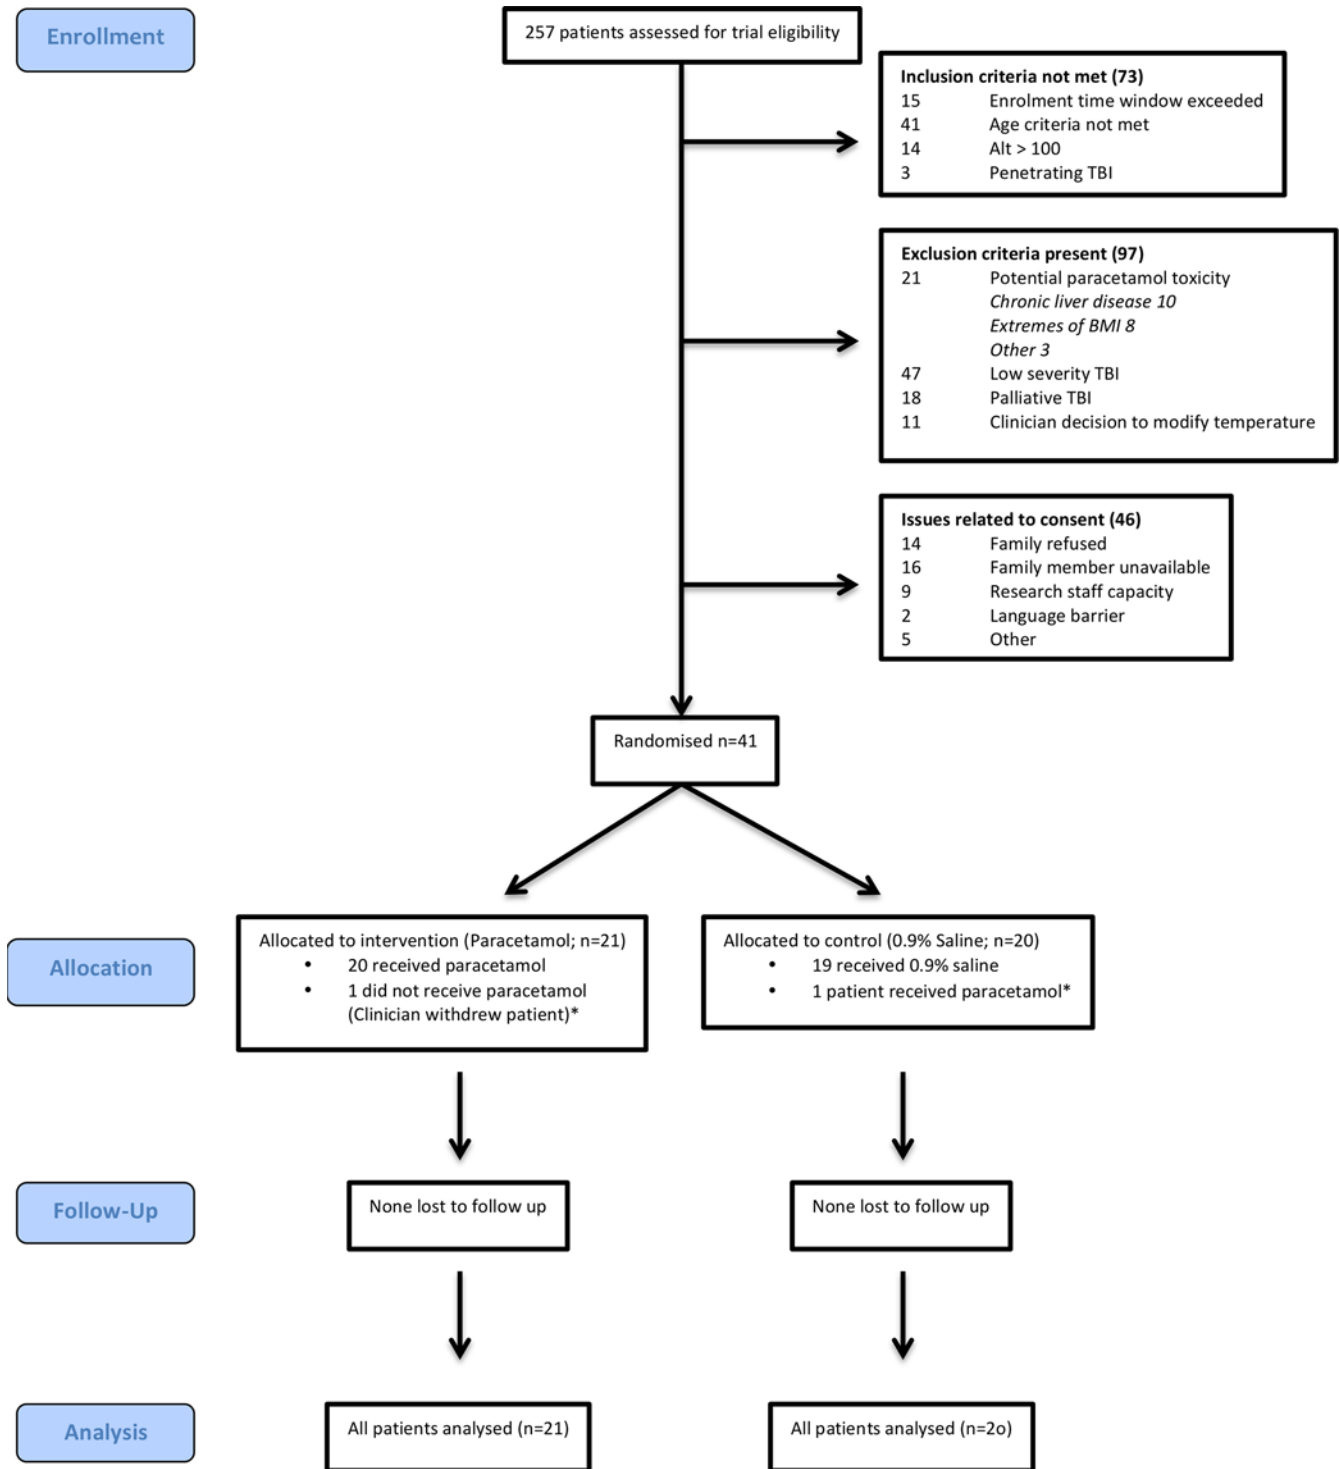 Enrollment
257 patients assessed for trial eligibility
Inclusion criteria not met (73)
15 Enrolment time window exceeded
41 Age criteria not met
14 Alt > 100
3 Penetrating TBI
Exclusion criteria present (97)
21 Potential paracetamol toxicity
Chronic liver disease 10
Extremes of BMI 8
Other 3
47 Low severity TBI
18 Palliative TBI
11 Clinician decision to modify temperature
Issues related to consent (46)
14 Family refused
16 Family member unavailable
9 Research staff capacity
2 Language barrier
5 Other
Randomised n=41
Allocation
Allocated to intervention (Paracetamol; n=21)
• 20 received paracetamol
• 1 did not receive paracetamol
(Clinician withdrew patient)*
Allocated to control (0.9% Saline; n=20)
• 19 received 0.9% saline
• 1 patient received paracetamol*
Follow-Up
None lost to follow up
None lost to follow up
Analysis
All patients analysed (n=21)
All patients analysed (n=2o)